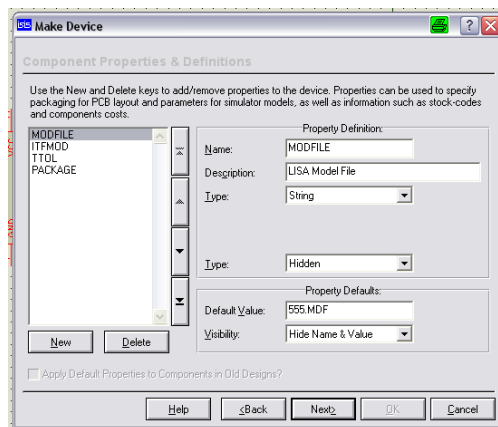 ISIS Make Device
Component Properties & Definitions
Use the New and Delete keys to add/remove properties to the device. Properties can be used to specify
packaging for PCB layout and parameters for simulator models, as well as information such as stock-codes
and components costs.
MODFILE
ITFMOD
TTOL
PACKAGE
New
Delete
Property Definition:
Name:
MODFILE
Description:
LISA Model File
Type:
String
Type:
Hidden
Property Defaults:
Default Value:
555.MDF
Visibility:
Hide Name & Value
Apply Default Properties to Components in Old Designs?
Help
<Back
Next>
OK
Cancel